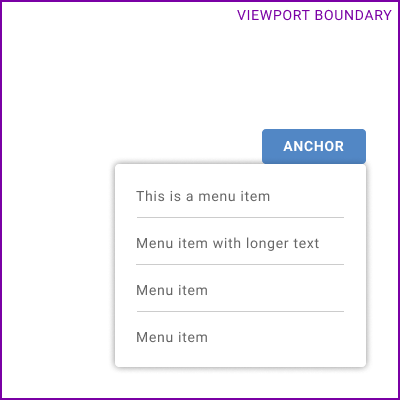 VIEWPORT BOUNDARY
ANCHOR
This is a menu item
Menu item with longer text
Menu item
Menu item